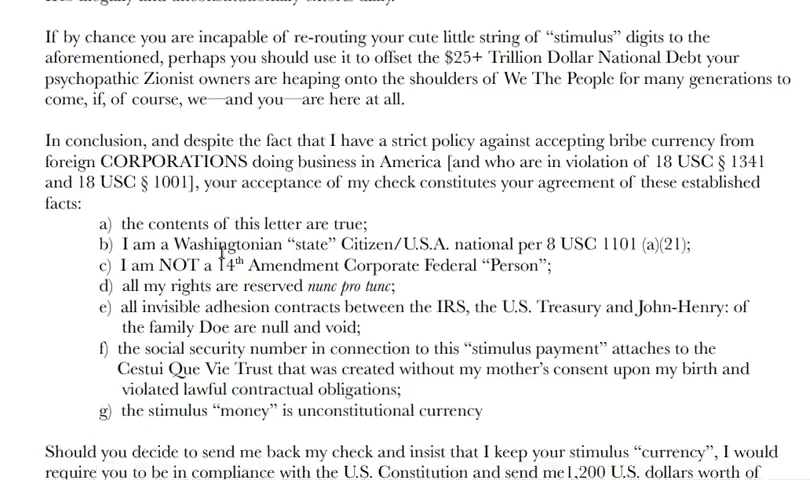 If by chance you are incapable of re-routing your cute little string of “stimulus” digits to the
aforementioned, perhaps you should use it to offset the $25+ Trillion Dollar National Debt your
psychopathic Zionist owners are heaping onto the shoulders of We The People for many generations to
come, if, of course, we—and you—are here at all.
In conclusion, and despite the fact that I have a strict policy against accepting bribe currency from
foreign CORPORATIONS doing business in America [and who are in violation of 18 USC § 1341
and 18 USC § 1001], your acceptance of my check constitutes your agreement of these established
facts:
a) the contents of this letter are true;
b) I am a Washingtonian “state” Citizen/U.S.A. national per 8 USC 1101 (a)(21);
c) I am NOT a 14th Amendment Corporate Federal “Person”;
d) all my rights are reserved nunc pro tunc;
e) all invisible adhesion contracts between the IRS, the U.S. Treasury and John-Henry: of
the family Doe are null and void;
f) the social security number in connection to this “stimulus payment” attaches to the
Cestui Que Vie Trust that was created without my mother’s consent upon my birth and
violated lawful contractual obligations;
g) the stimulus “money” is unconstitutional currency
Should you decide to send me back my check and insist that I keep your stimulus “currency”, I would
require you to be in compliance with the U.S. Constitution and send me1,200 U.S. dollars worth of